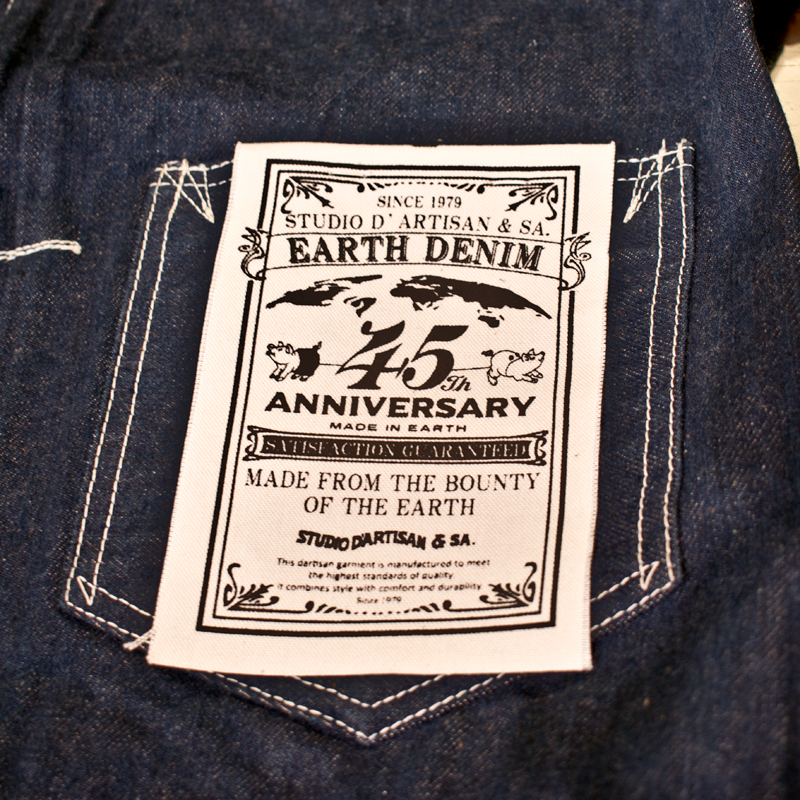 SINCE 1979
STUDIO D'ARTISAN & SA.
EARTH DENIM
45th
ANNIVERSARY
MADE IN EARTH
SATISFACTION GUARANTEED
MADE FROM THE BOUNTY
OF THE EARTH
STUDIO D'ARTISAN & SA.
This dartisan garment is manufactured to meet
the highest standards of quality
it combines style with comfort and durability
Since 1979